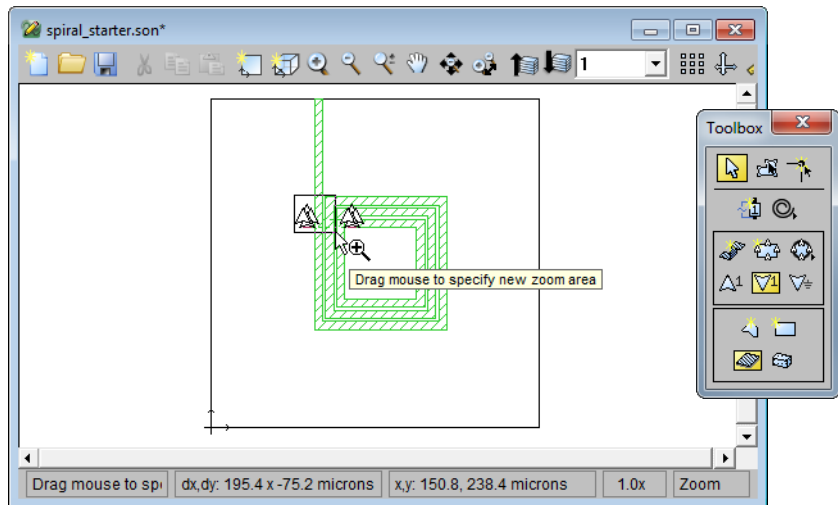 spiral_starter.son*
1
Toolbox
1
1
1
Drag mouse to specify new zoom area
Drag mouse to spe
dx,dy: 195.4 x -75.2 microns
x,y: 150.8, 238.4 microns
1.0x
Zoom